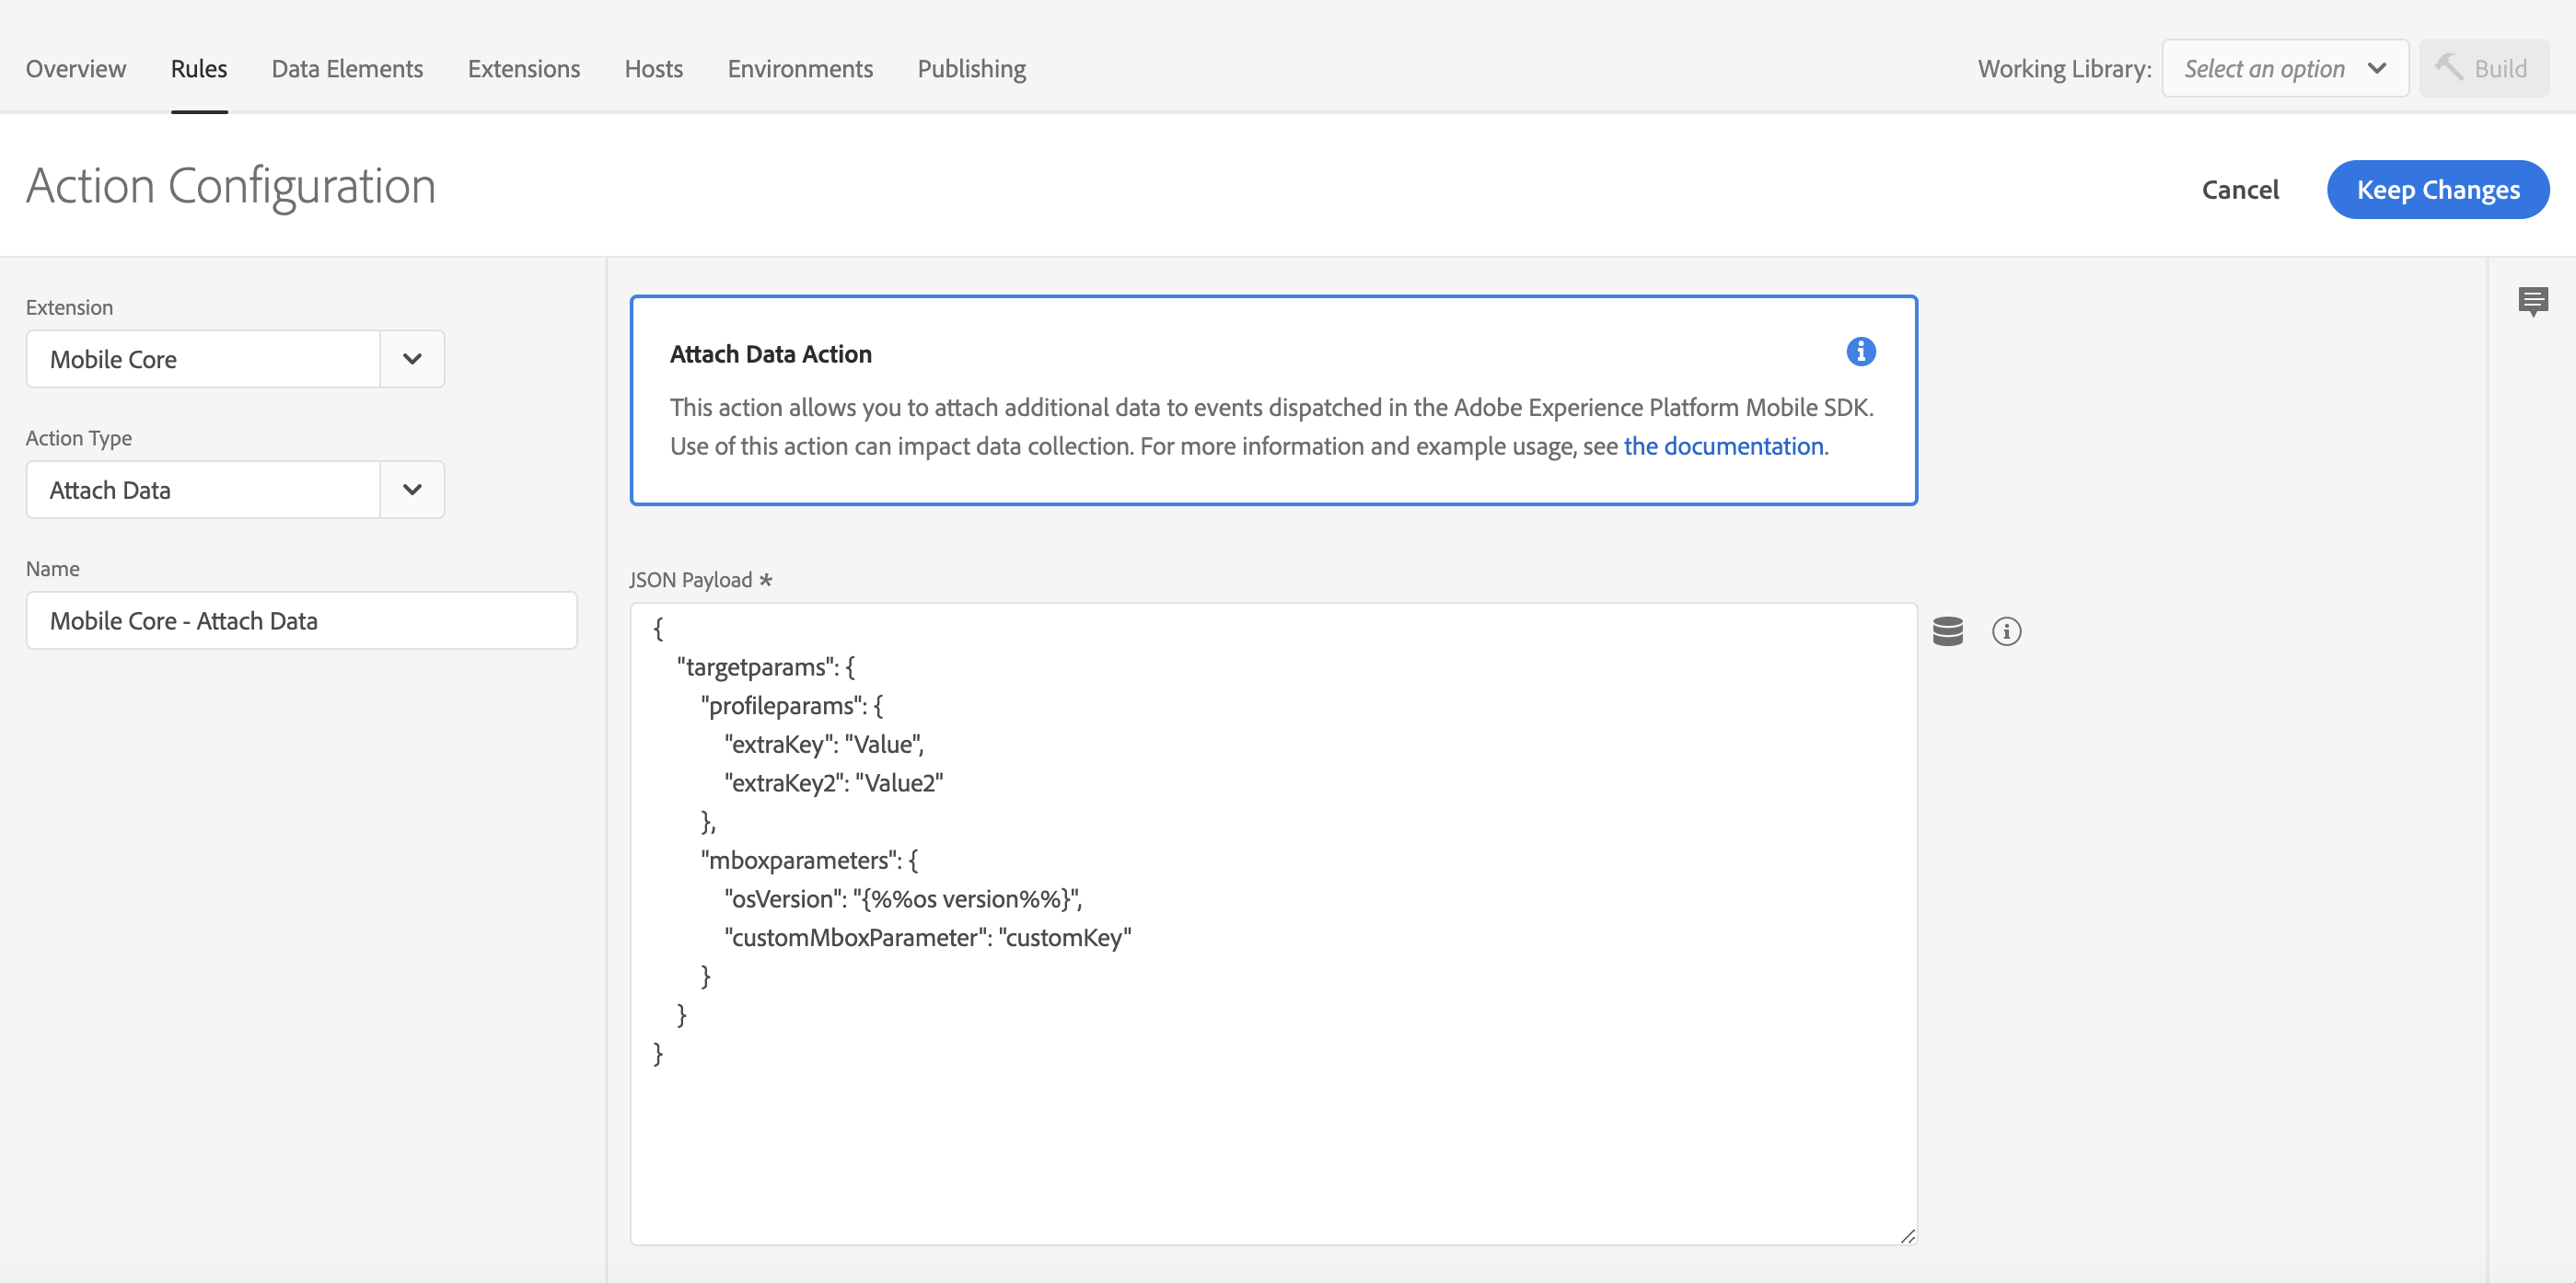 Overview Rules Data Elements Extensions Hosts Environments Publishing Working Library: Select an option Build
Action Configuration Cancel Keep Changes
Extension
Mobile Core
Action Type
Attach Data
Name
Mobile Core - Attach Data
Attach Data Action
This action allows you to attach additional data to events dispatched in the Adobe Experience Platform Mobile SDK.
Use of this action can impact data collection. For more information and example usage, see the documentation.
JSON Payload *
{
"targetparams": {
"profileparams": {
"extraKey": "Value",
"extraKey2": "Value2"
},
"mboxparameters": {
"osVersion": "{%%os version%%}",
"customMboxParameter": "customKey"
}
}
}